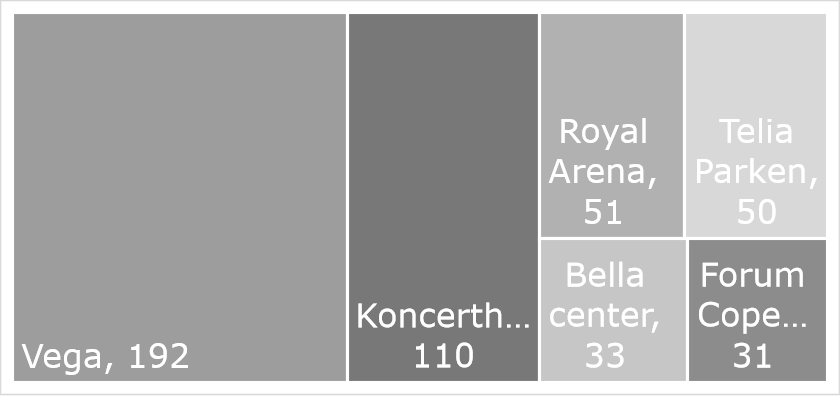 Vega, 192
Koncerth...
110
Royal
Arena,
51
Telia
Parken,
50
Bella
center,
33
Forum
Cope...
31